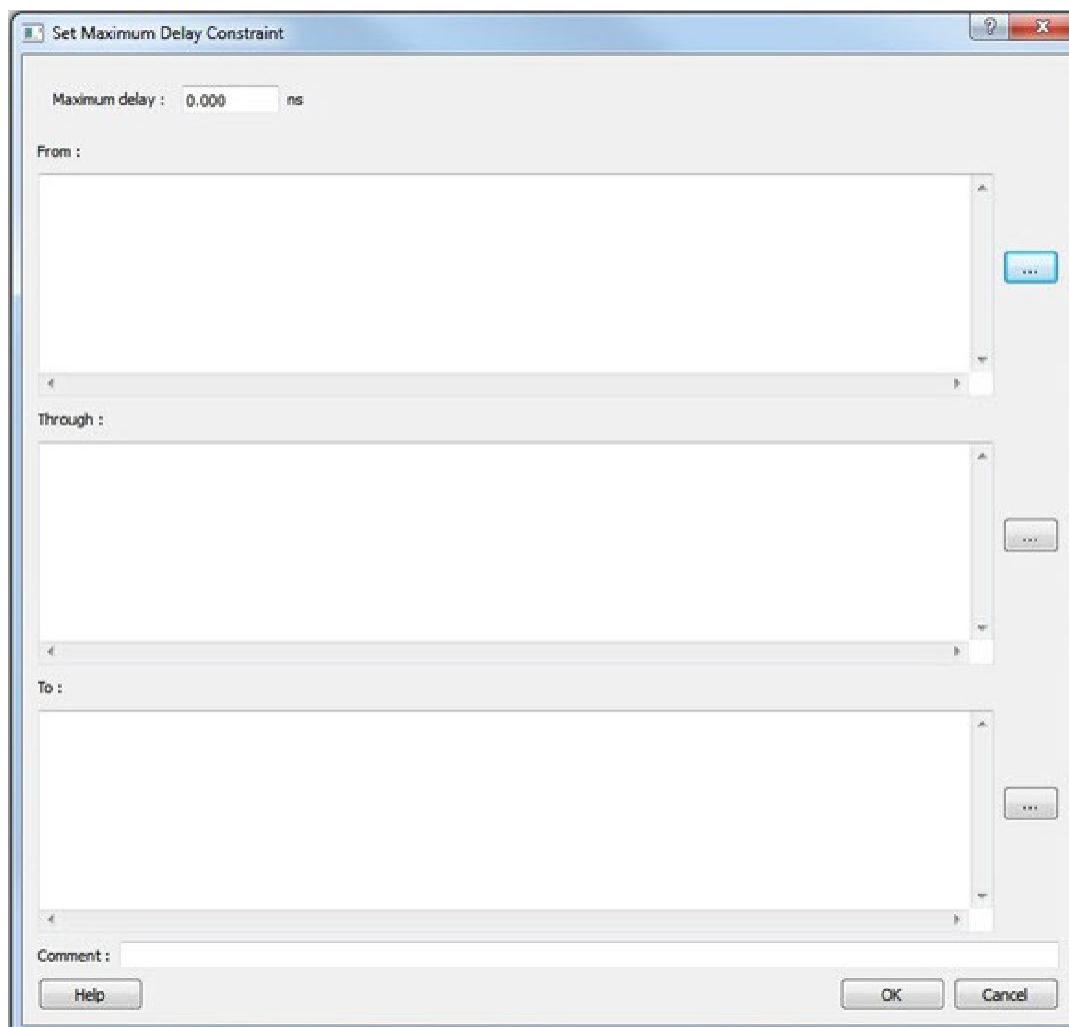 Set Maximum Delay Constraint
Maximum delay : 0.000 ns
From :
...
Through :
...
To :
...
Comment :
Help OK Cancel